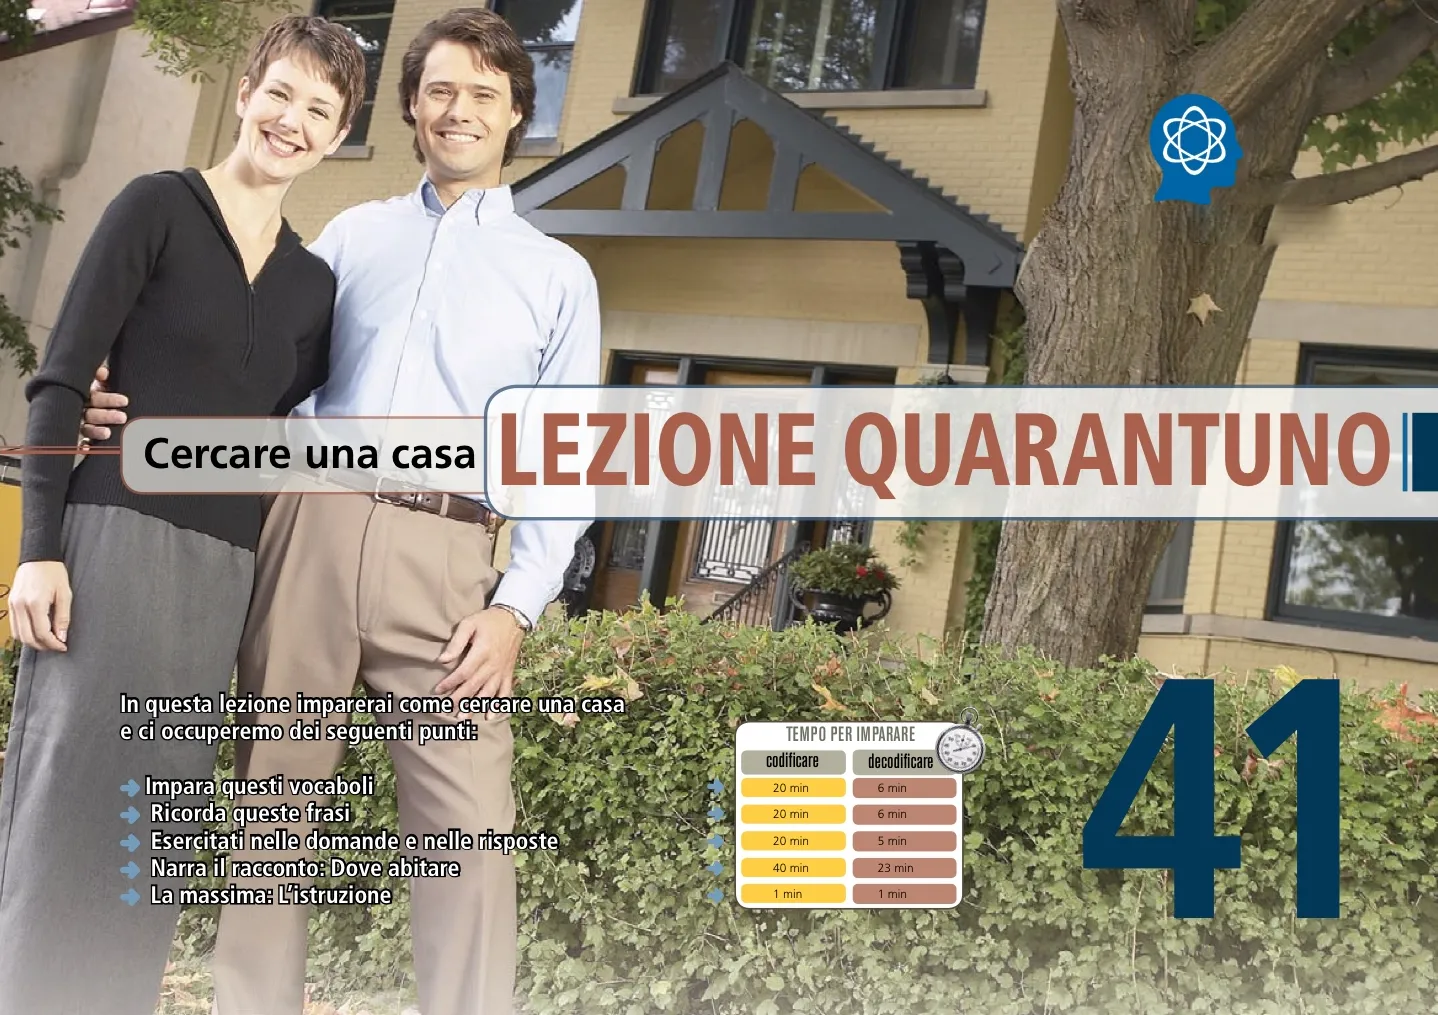 Cercare una casa
LEZIONE QUARANTUNO
In questa lezione imparerai come cercare una casa
e ci occuperemo dei seguenti punti:
Impara questi vocaboli
Ricorda queste frasi
Esercitati nelle domande e nelle risposte
Narra il racconto: Dove abitare
La massima: L'istruzione
TEMPO PER IMPARARE
codificare decodificare
20 min 6 min
20 min 6 min
20 min 5 min
40 min 23 min
1 min 1 min
41